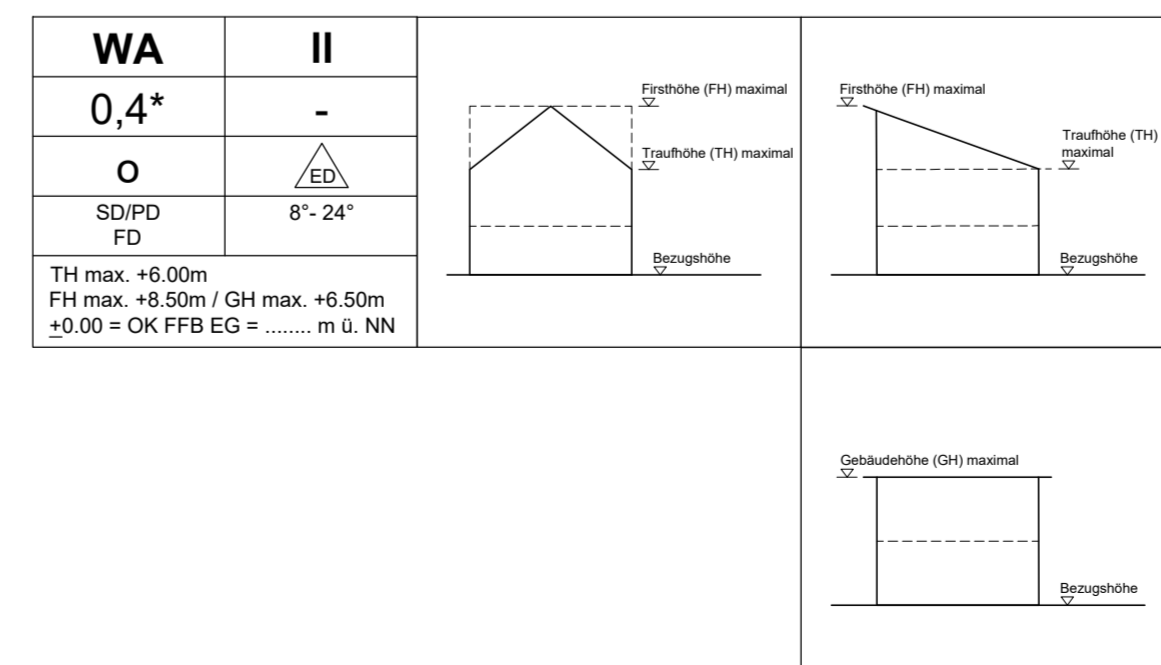 WA II
0,4* -
o ED
SD/PD 8°- 24°
FD
TH max. +6.00m
FH max. +8.50m / GH max. +6.50m
±0.00 = OK FFB EG = ........ m ü. NN
Firsthöhe (FH) maximal
Traufhöhe (TH) maximal
Bezugshöhe
Firsthöhe (FH) maximal
Traufhöhe (TH)
maximal
Bezugshöhe
Gebäudehöhe (GH) maximal
Bezugshöhe